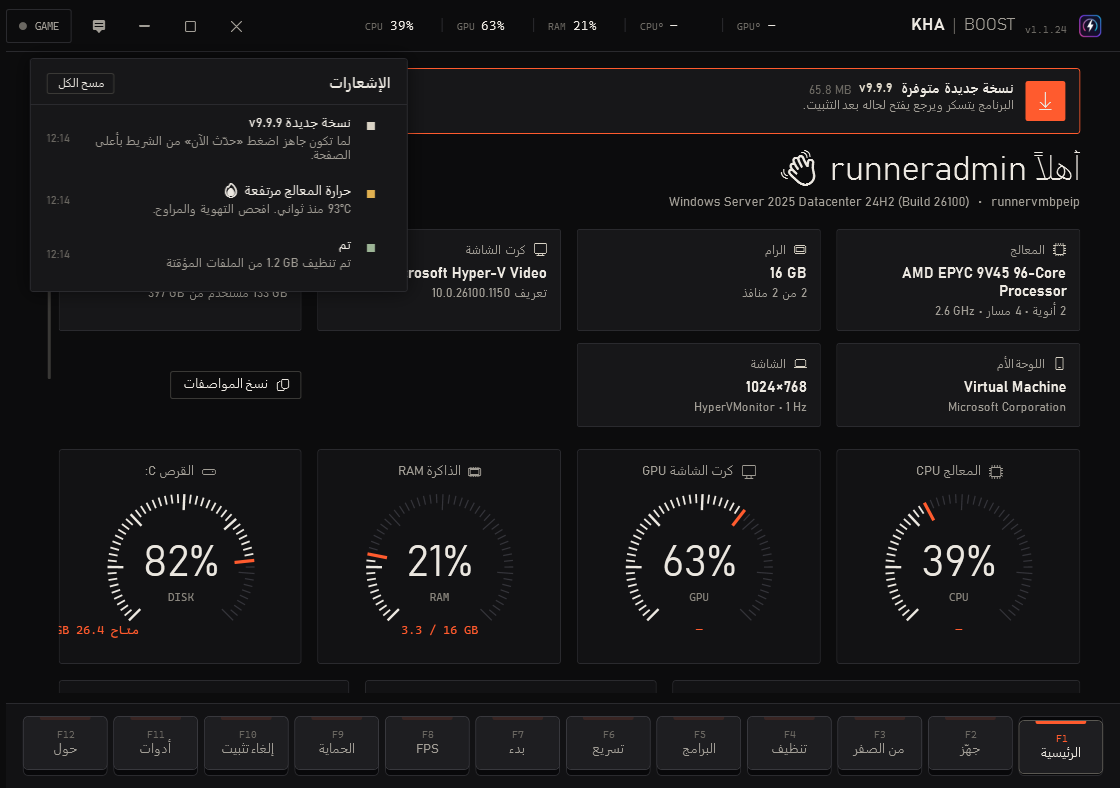 GAME
CPU 39%
GPU 63%
RAM 21%
CPU° —
GPU° —
KHA | BOOST v1.1.24
الإشعارات
مسح الكل
نسخة جديدة v9.9.9
لما تكون جاهز اضغط «حدّث الآن» من الشريط بأعلى
الصفحة.
12:14
حرارة المعالج مرتفعة
93°C منذ ثواني. افحص التهوية والمراوح.
12:14
تم
تم تنظيف 1.2 GB من الملفات المؤقتة
12:14
نسخة جديدة متوفرة v9.9.9 65.8 MB
البرنامج يتسكر ويرجع يفتح لحاله بعد التثبيت.
أهلاً runneradmin
Windows Server 2025 Datacenter 24H2 (Build 26100) • runnervmbpeip
المعالج
AMD EPYC 9V45 96-Core
Processor
2 أنوية • 4 مسار • 2.6 GHz
الرام
16 GB
2 من 2 منافذ
كرت الشاشة
rosoft Hyper-V Video
تعريف 10.0.26100.1150
133 GB مستخدم من 397 GB
اللوحة الأم
Virtual Machine
Microsoft Corporation
الشاشة
1024×768
HyperVMonitor • 1 Hz
نسخ المواصفات
المعالج CPU
39%
CPU
—
كرت الشاشة GPU
63%
GPU
—
الذاكرة RAM
21%
RAM
3.3 / 16 GB
القرص C:
82%
DISK
متاح 26.4 GB
F1
الرئيسية
F2
جهّز
F3
من الصفر
F4
تنظيف
F5
البرامج
F6
تسريع
F7
بدء
F8
FPS
F9
الحماية
F10
إلغاء تثبيت
F11
أدوات
F12
حول